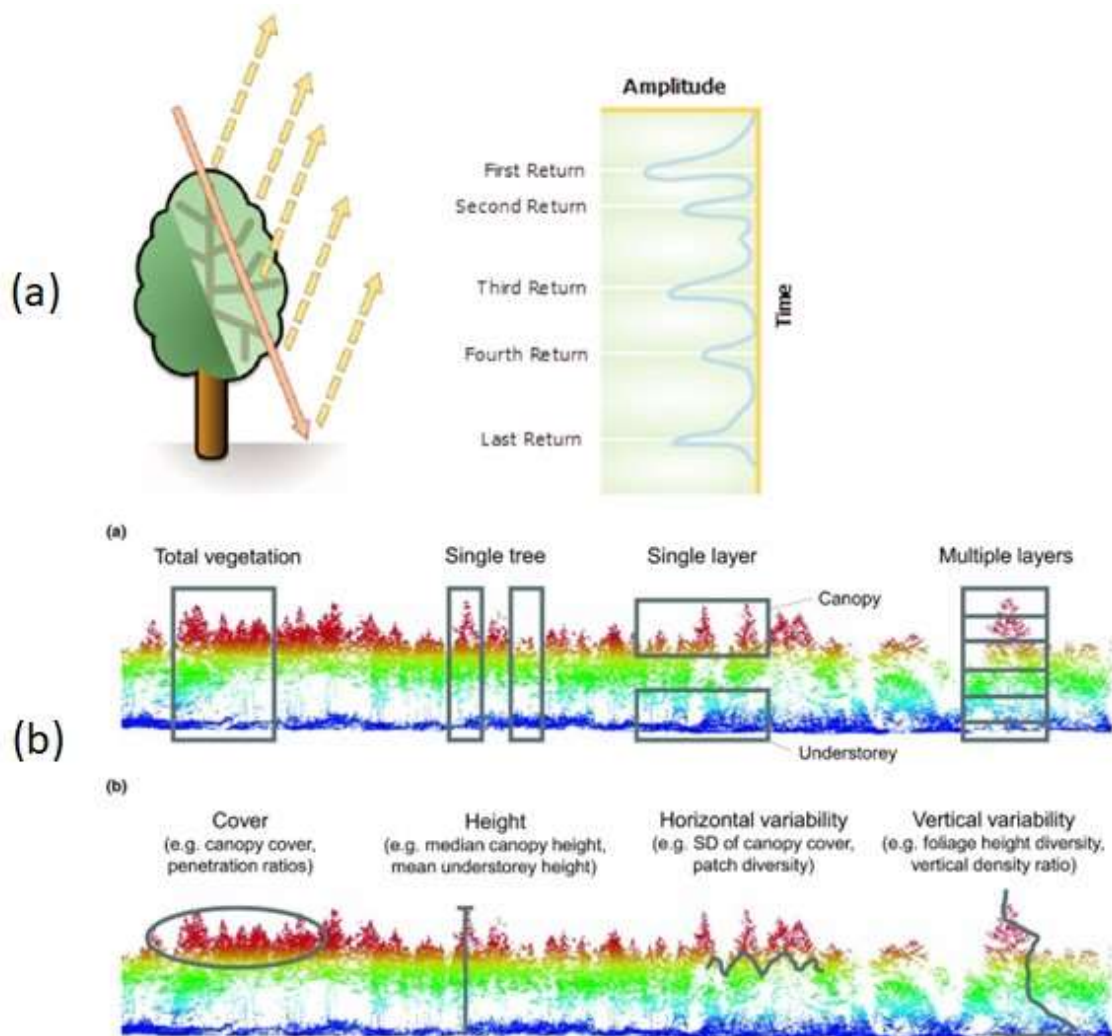 (a)
Amplitude
First Return
Second Return
Third Return
Fourth Return
Last Return
Time
(b)
(a)
Total vegetation
Single tree
Single layer
Multiple layers
Canopy
Understorey
(b)
Cover
(e.g. canopy cover,
penetration ratios)
Height
(e.g. median canopy height,
mean understorey height)
Horizontal variability
(e.g. SD of canopy cover,
patch diversity)
Vertical variability
(e.g. foliage height diversity,
vertical density ratio)